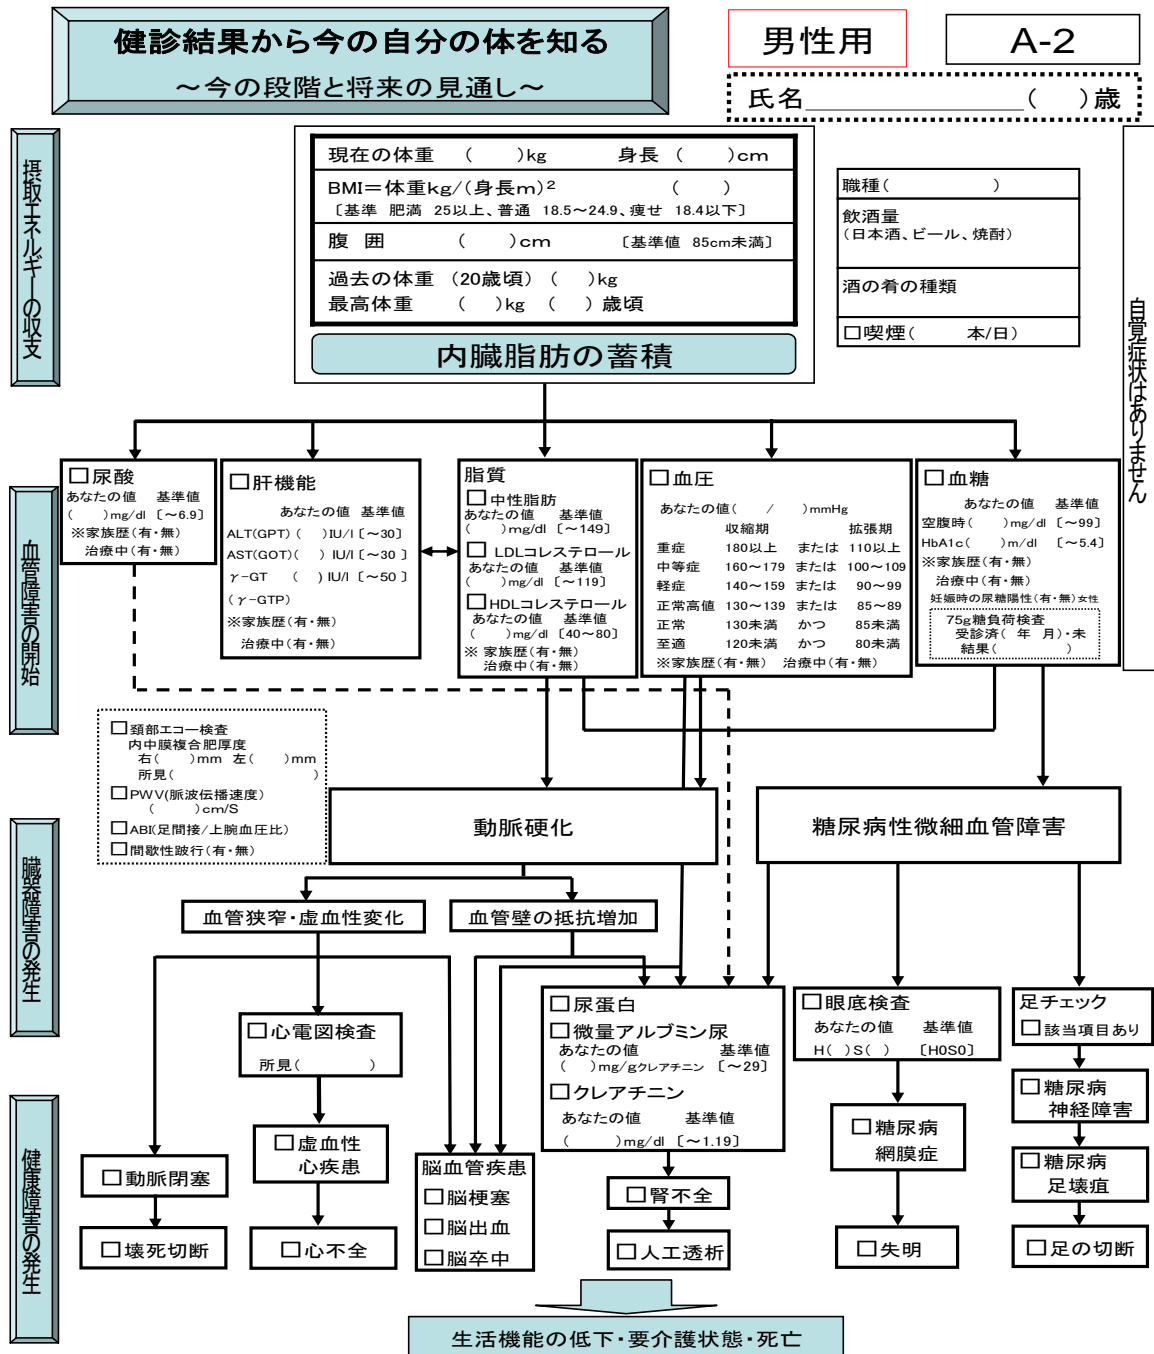 健診結果から今の自分の体を知る
～今の段階と将来の見通し～
男性用
A-2
氏名________________(　)歳
摂取エネルギーの収支
現在の体重　(　　)kg　　身長　(　　)cm
BMI＝体重kg/(身長m)²　　(　　)
〔基準 肥満 25以上、普通 18.5～24.9、痩せ 18.4以下〕
腹 囲　　(　　)cm　　〔基準値 85cm未満〕
過去の体重 (20歳頃) (　　)kg
最高体重　(　　)kg (　　)歳頃
内臓脂肪の蓄積
職種(　　　　)
飲酒量
(日本酒、ビール、焼酎)
酒の肴の種類
□喫煙(　　本/日)
自覚症状はありません
血管障害の開始
□尿酸
あなたの値　基準値
(　　)mg/dl 〔～6.9〕
※家族歴(有・無)
治療中(有・無)
□肝機能
あなたの値　基準値
ALT(GPT)(　　)IU/l〔～30〕
AST(GOT)(　　) IU/l〔～30 〕
γ-GT　(　　) IU/l〔～50 〕
(γ-GTP)
※家族歴(有・無)
治療中(有・無)
脂質
□中性脂肪
あなたの値　基準値
(　　)mg/dl 〔～149〕
□ LDLコレステロール
あなたの値　基準値
(　　)mg/dl 〔～119〕
□HDLコレステロール
あなたの値　基準値
(　　)mg/dl〔40～80〕
※ 家族歴(有・無)
治療中(有・無)
□血圧
あなたの値(　　/　　)mmHg
収縮期　　拡張期
重症　180以上　または　110以上
中等症　160～179　または　100～109
軽症　140～159　または　90～99
正常高値　130～139　または　85～89
正常　130未満　かつ　85未満
至適　120未満　かつ　80未満
※家族歴(有・無)　治療中(有・無)
□血糖
あなたの値　基準値
空腹時(　　)mg/dl〔～99〕
HbA1c(　　)m/dl　〔～5.4〕
※家族歴(有・無)
治療中(有・無)
妊娠時の尿糖陽性(有・無)女性
75g糖負荷検査
受診済(　年　月)・未
結果(　　　　)
□頚部エコー検査
内中膜複合肥厚度
右(　　)mm 左(　　)mm
所見(　　　　)
□PWV(脈波伝播速度)
(　　)cm/S
□ABI(足間接/上腕血圧比)
□間歇性跛行(有・無)
臓器障害の発生
動脈硬化
糖尿病性微細血管障害
血管狭窄・虚血性変化
血管壁の抵抗増加
□心電図検査
所見(　　　　)
□尿蛋白
□微量アルブミン尿
あなたの値　　基準値
(　　)mg/gクレアチニン 〔～29〕
□クレアチニン
あなたの値　基準値
(　　)mg/dl 〔～1.19〕
□眼底検査
あなたの値　基準値
H(　)S(　)　〔H0S0〕
足チェック
□該当項目あり
健康障害の発生
□動脈閉塞
□壊死切断
□虚血性
心疾患
□心不全
脳血管疾患
□脳梗塞
□脳出血
□脳卒中
□腎不全
□人工透析
□糖尿病
網膜症
□失明
□糖尿病
神経障害
□糖尿病
足壊疽
□足の切断
生活機能の低下・要介護状態・死亡